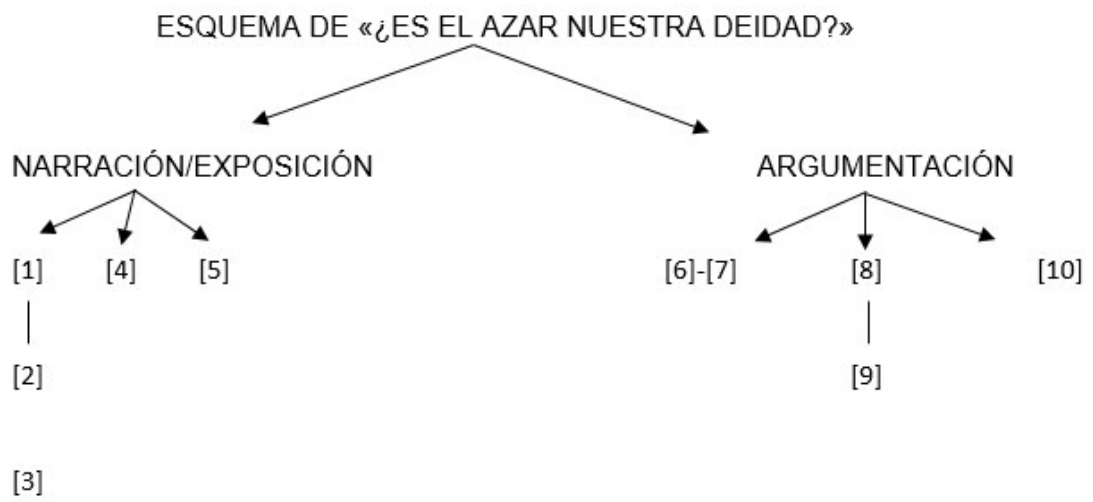 ESQUEMA DE «¿ES EL AZAR NUESTRA DEIDAD?»
NARRACIÓN/EXPOSICIÓN ARGUMENTACIÓN
[1] [4] [5] [6]-[7] [8] [10]
[2] [9]
[3]